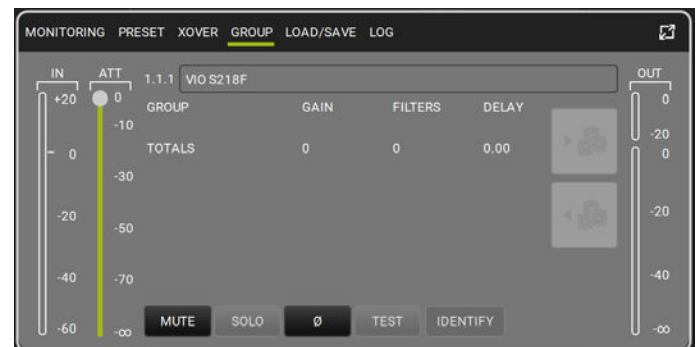 MONITORING PRESET XOVER GROUP LOAD/SAVE LOG
IN ATT 1.1.1 VIO S218F OUT
+20 0 GROUP GAIN FILTERS DELAY 0
-10 -20
0 TOTALS 0 0 0.00 0
-30
-20 -50 -20
-40 -70 -40
-60 -∞ MUTE SOLO Ø TEST IDENTIFY -∞